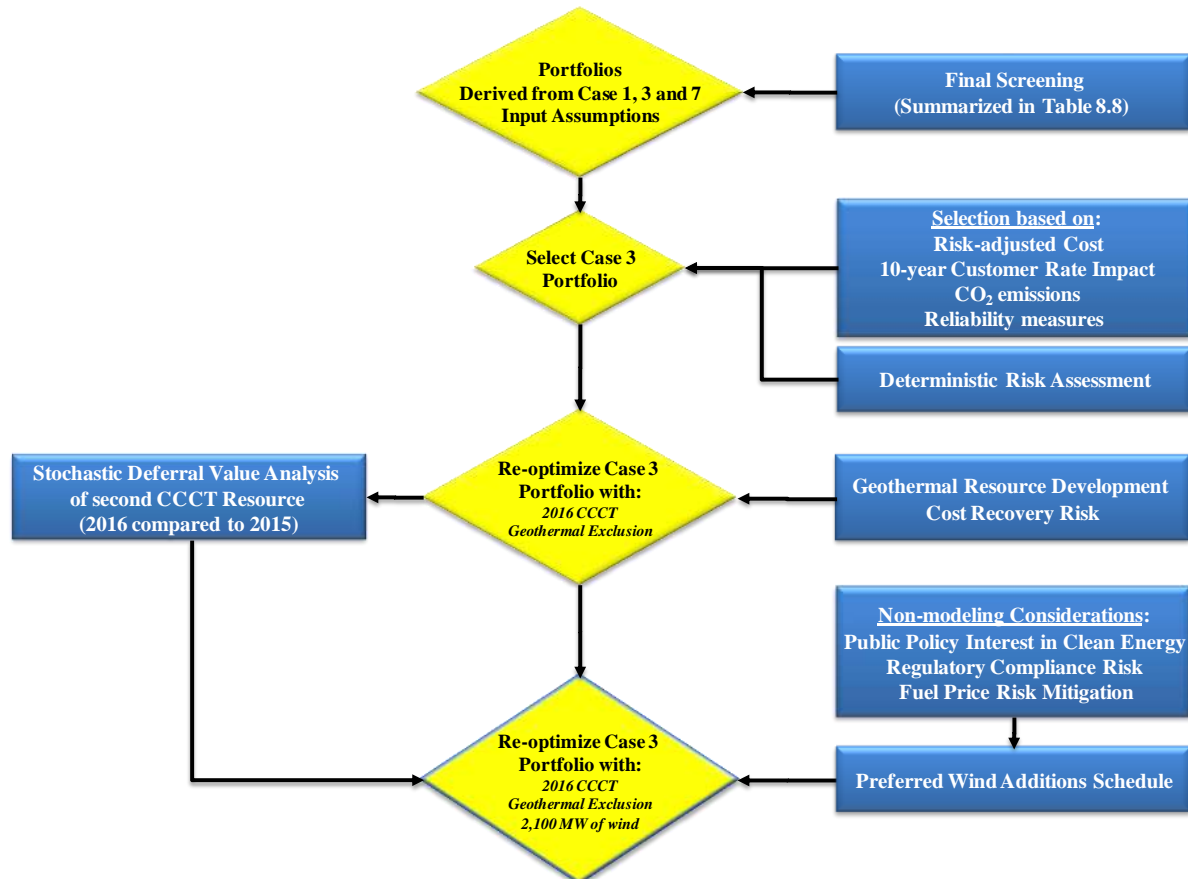 Portfolios
Derived from Case 1, 3 and 7
Input Assumptions
Final Screening
(Summarized in Table 8.8)
Select Case 3
Portfolio
Selection based on:
Risk-adjusted Cost
10-year Customer Rate Impact
CO₂ emissions
Reliability measures
Deterministic Risk Assessment
Stochastic Deferral Value Analysis
of second CCCT Resource
(2016 compared to 2015)
Re-optimize Case 3
Portfolio with:
2016 CCCT
Geothermal Exclusion
Geothermal Resource Development
Cost Recovery Risk
Non-modeling Considerations:
Public Policy Interest in Clean Energy
Regulatory Compliance Risk
Fuel Price Risk Mitigation
Re-optimize Case 3
Portfolio with:
2016 CCCT
Geothermal Exclusion
2,100 MW of wind
Preferred Wind Additions Schedule